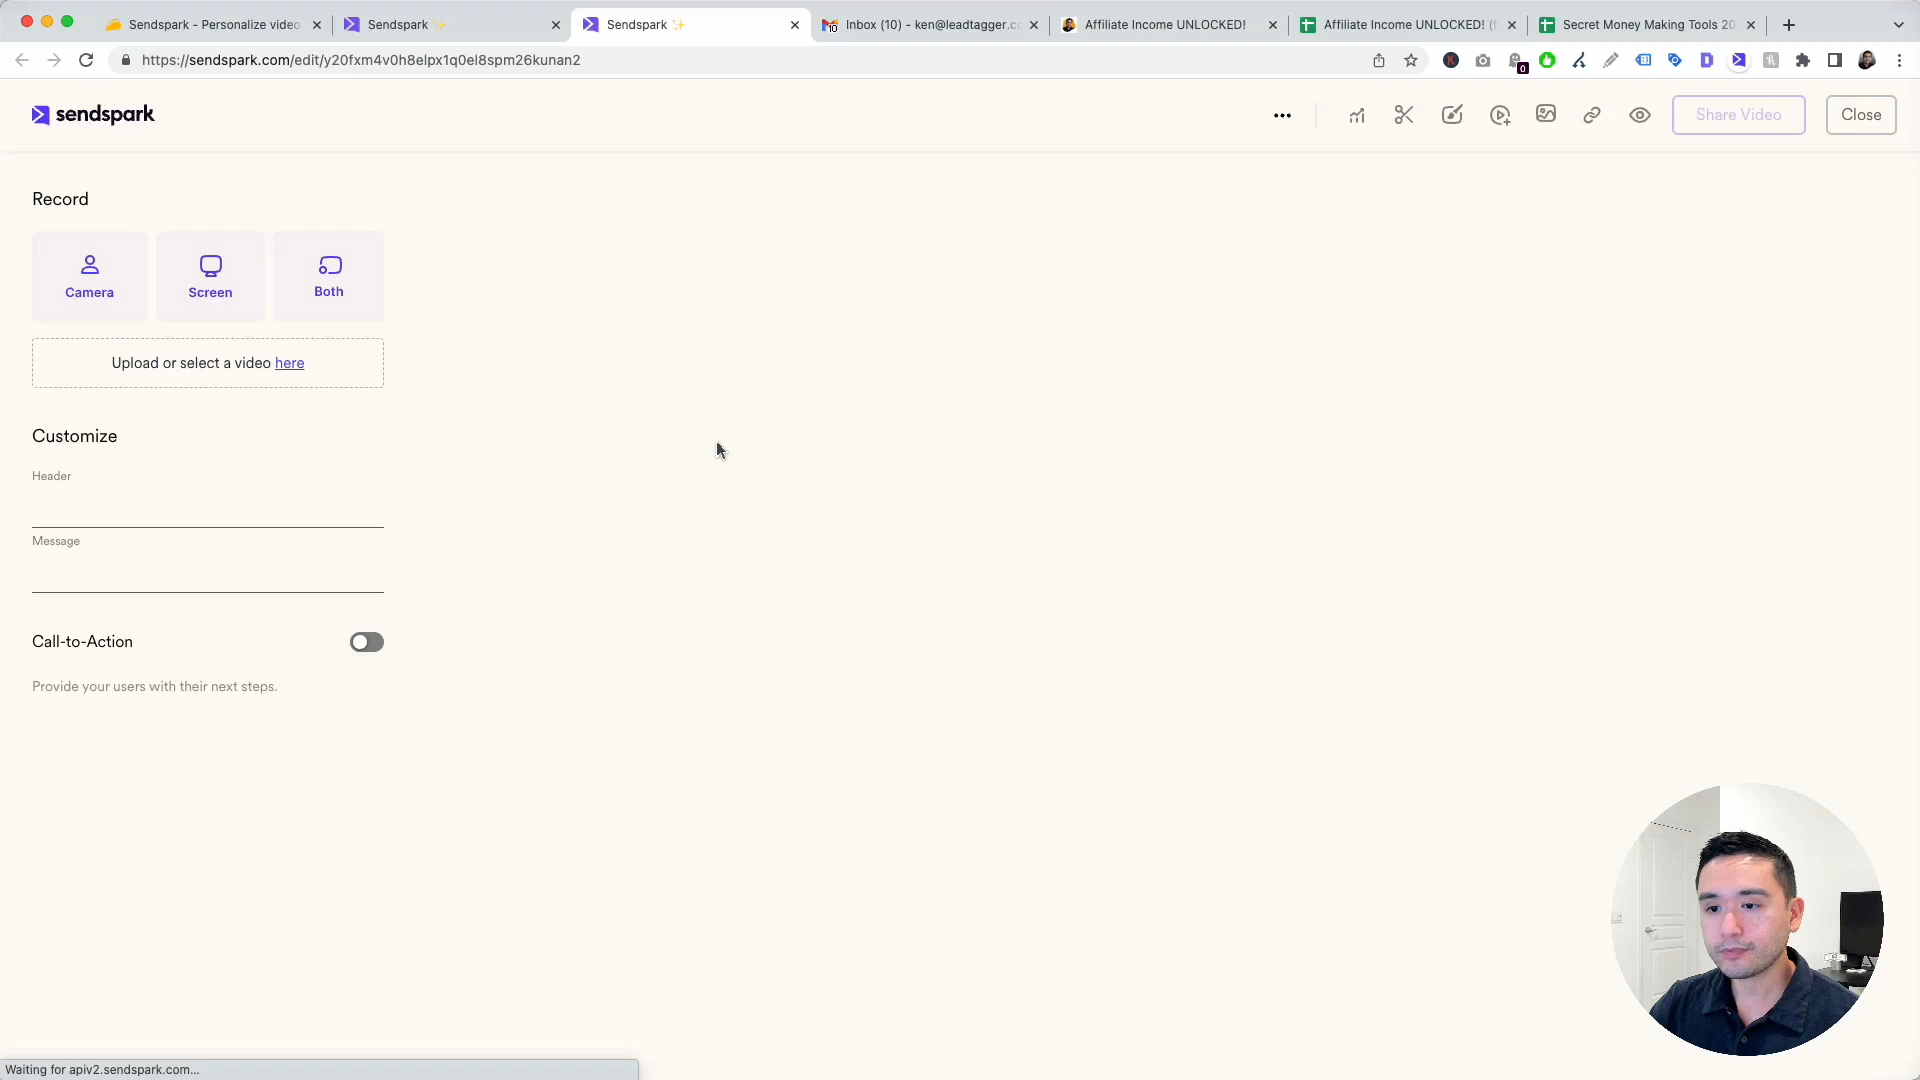 Sendspark - Personalize video
Sendspark
Sendspark
Inbox (10) - ken@leadtagger.c
Affiliate Income UNLOCKED!
Affiliate Income UNLOCKED! (
Secret Money Making Tools 20
https://sendspark.com/edit/y20fxm4v0h8elpx1q0el8spm26kunan2
0
sendspark
Share Video
Close
Record
Camera
Screen
Both
Upload or select a video here
Customize
Header
Message
Call-to-Action
Provide your users with their next steps.
Waiting for apiv2.sendspark.com...